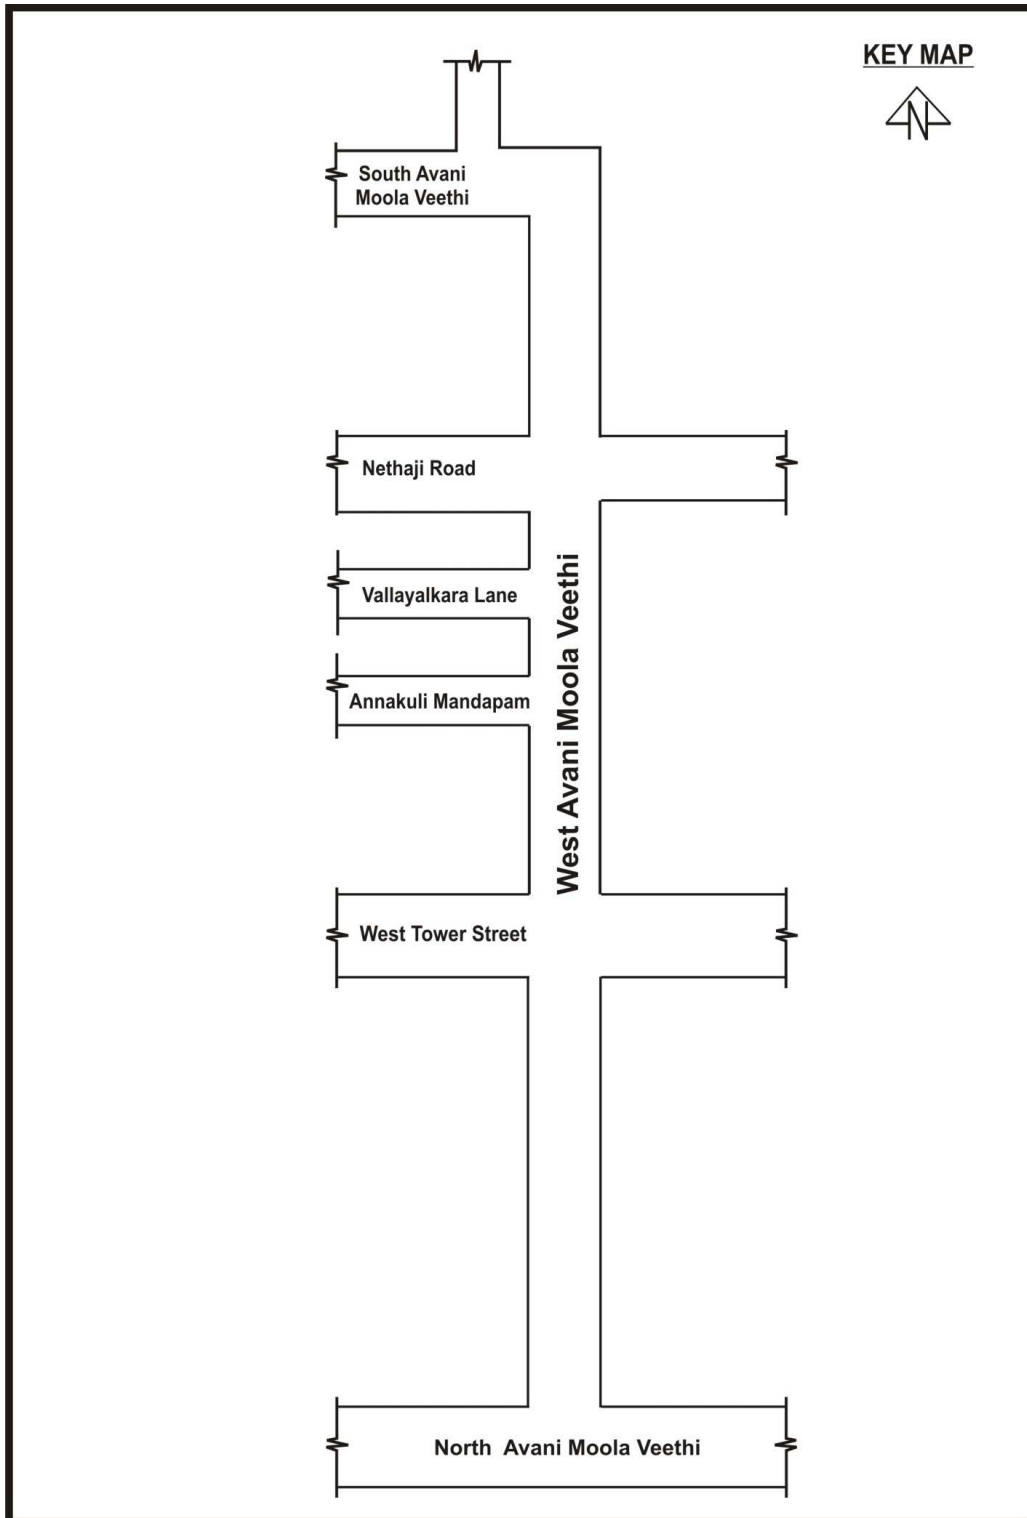 KEY MAP
N
South Avani
Moola Veethi
Nethaji Road
Vallayalkara Lane
West Avani Moola Veethi
Annakuli Mandapam
West Tower Street
North Avani Moola Veethi